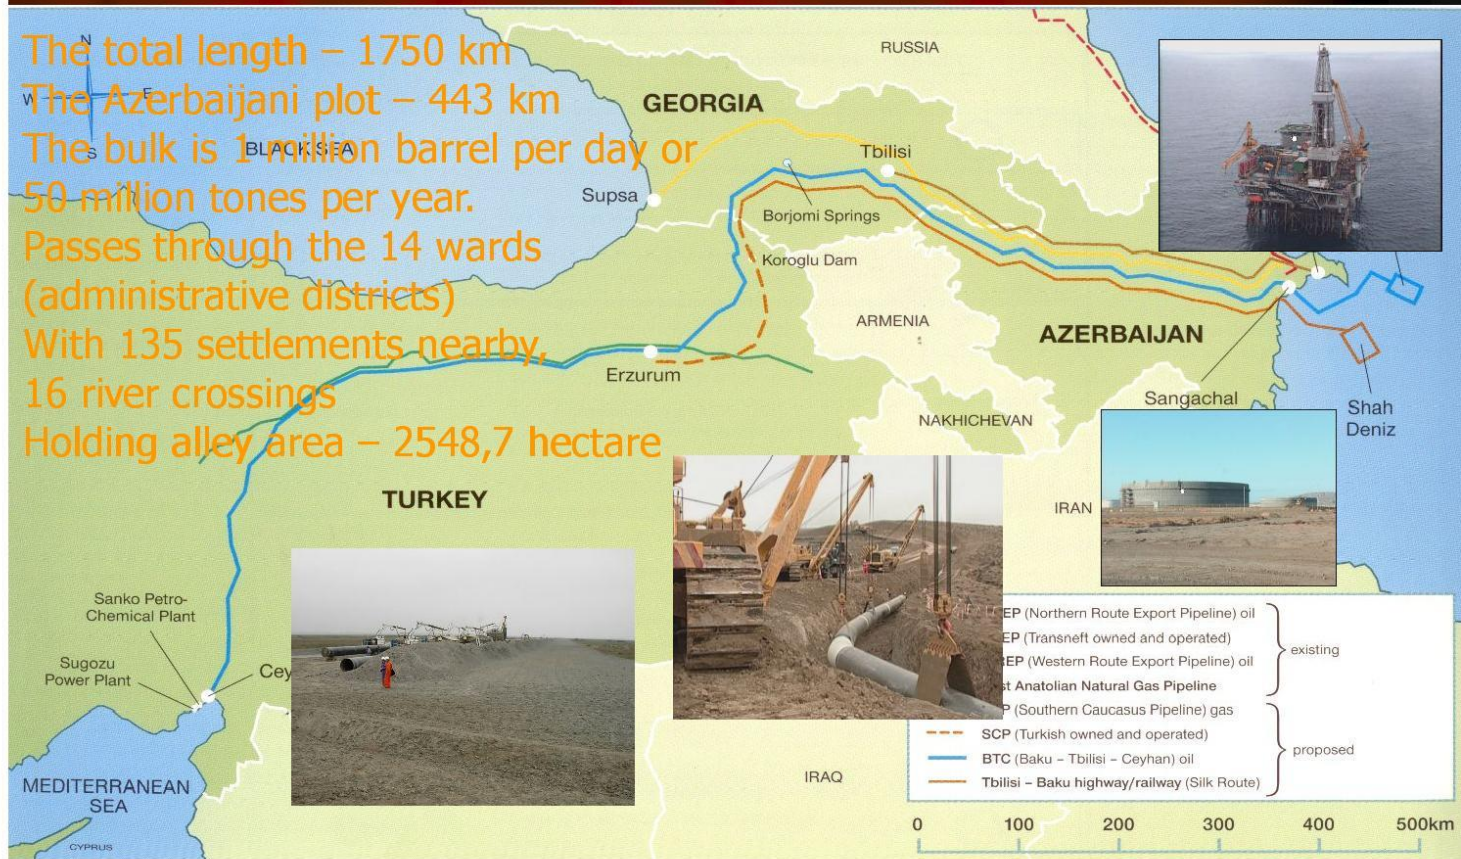 The total length – 1750 km
The Azerbaijani plot – 443 km
The bulk is 1 million barrel per day or
50 million tones per year.
Passes through the 14 wards
(administrative districts)
With 135 settlements nearby,
16 river crossings
Holding alley area – 2548,7 hectare
N
W
E
S
BLACK SEA
RUSSIA
GEORGIA
Tbilisi
Supsa
Borjomi Springs
Koroglu Dam
ARMENIA
AZERBAIJAN
Erzurum
Sangachal
NAKHICHEVAN
Shah
Deniz
TURKEY
IRAN
Sanko Petro-
Chemical Plant
Sugozu
Power Plant
Cey
MEDITERRANEAN
SEA
CYPRUS
IRAQ
EP (Northern Route Export Pipeline) oil
EP (Transneft owned and operated)
REP (Western Route Export Pipeline) oil
st Anatolian Natural Gas Pipeline
P (Southern Caucasus Pipeline) gas
SCP (Turkish owned and operated)
BTC (Baku – Tbilisi – Ceyhan) oil
Tbilisi – Baku highway/railway (Silk Route)
existing
proposed
0 100 200 300 400 500km